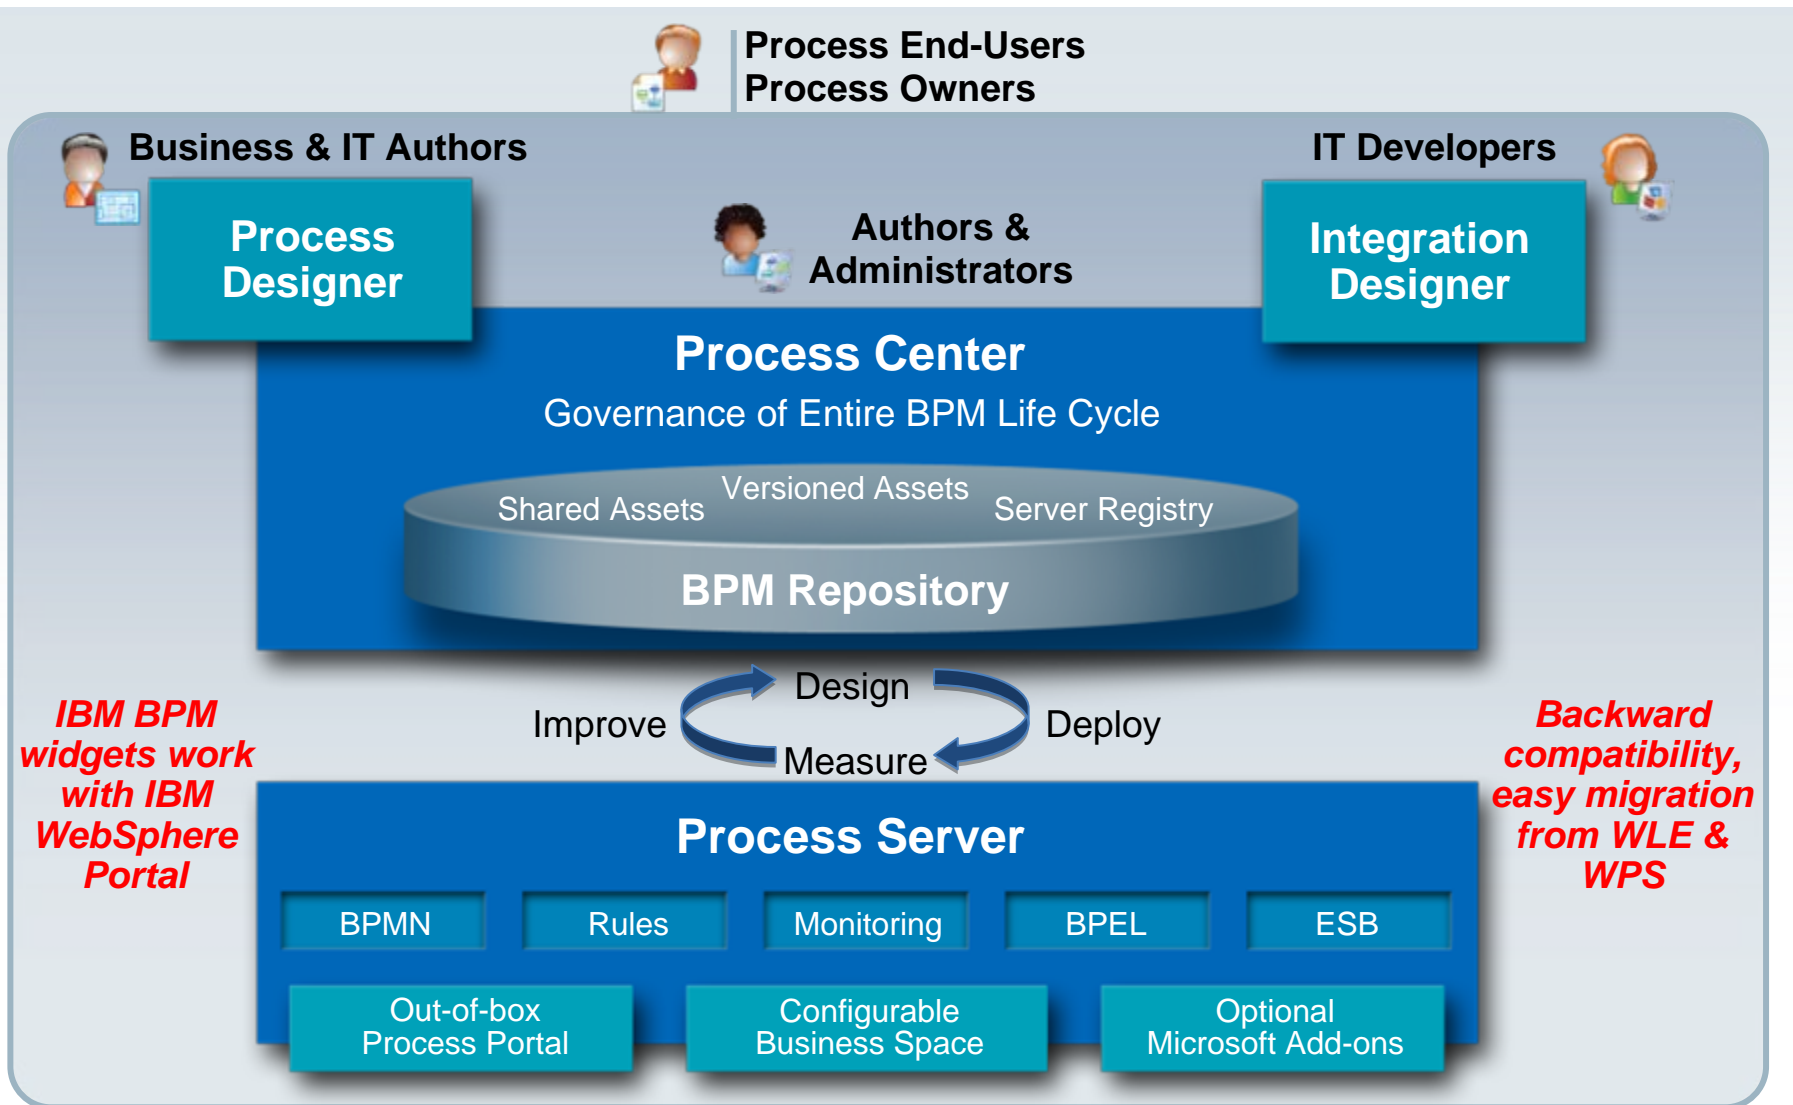 Process End-Users
Process Owners
Business & IT Authors
IT Developers
Process
Designer
Authors &
Administrators
Integration
Designer
Process Center
Governance of Entire BPM Life Cycle
Shared Assets
Versioned Assets
Server Registry
BPM Repository
Design
Improve
Deploy
Measure
IBM BPM
widgets work
with IBM
WebSphere
Portal
Backward
compatibility,
easy migration
from WLE &
WPS
Process Server
BPMN
Rules
Monitoring
BPEL
ESB
Out-of-box
Process Portal
Configurable
Business Space
Optional
Microsoft Add-ons